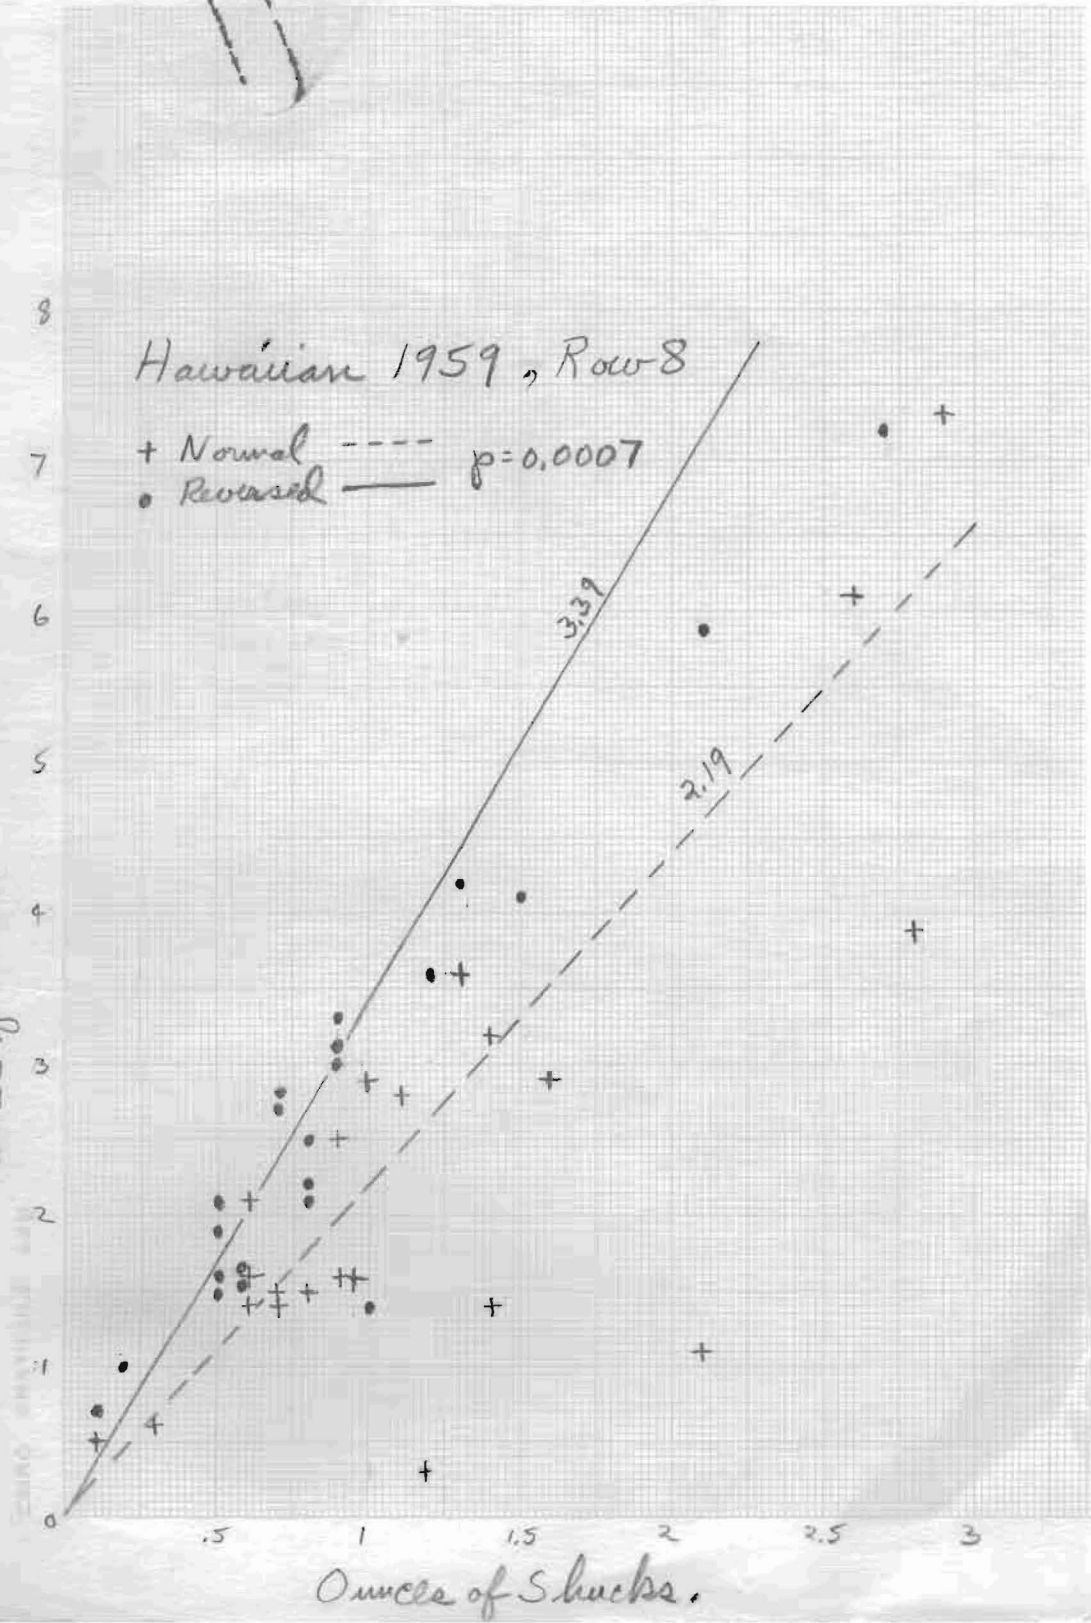 8
Hawaiian 1959, Row 8
+ Normal ---- p=0.0007
7
• Reversed —
3.39
6
2.19
5
4
3
2
.1
0
.5 1 1.5 2 2.5 3
Ounces of Shucks.